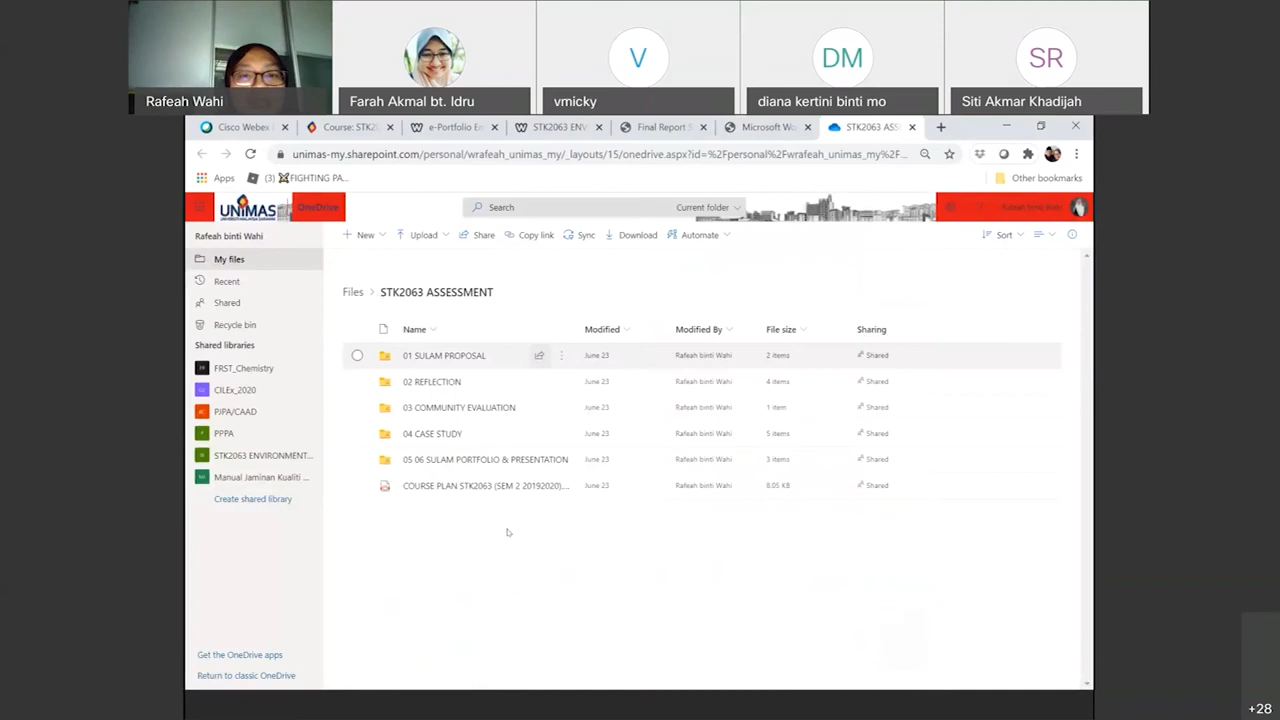 Rafeah Wahi
Farah Akmal bt. Idru
V
vmicky
DM
diana kertini binti mo
SR
Siti Akmar Khadijah
Cisco Webex
Course: STK2
e-Portfolio En
STK2063 ENV
Final Report S
Microsoft Wo
STK2063 ASS
unimas-my.sharepoint.com/personal/wrafeah_unimas_my/_layouts/15/onedrive.aspx?id=%2Fpersonal%2Fwrafeah_unimas_my%2F...
Apps
(3) FIGHTING PA...
Other bookmarks
UNIMAS
OneDrive
Search
Current folder
Rafeah binti Wahi
Rafeah binti Wahi
New
Upload
Share
Copy link
Sync
Download
Automate
Sort
My files
Recent
Shared
Recycle bin
Shared libraries
FRST_Chemistry
CILEx_2020
PJPA/CAAD
PPPA
STK2063 ENVIRONMENT...
Manual Jaminan Kualiti ...
Create shared library
Files > STK2063 ASSESSMENT
Name Modified Modified By File size Sharing
01 SULAM PROPOSAL June 23 Rafeah binti Wahi 2 items Shared
02 REFLECTION June 23 Rafeah binti Wahi 4 items Shared
03 COMMUNITY EVALUATION June 23 Rafeah binti Wahi 1 item Shared
04 CASE STUDY June 23 Rafeah binti Wahi 5 items Shared
05 06 SULAM PORTFOLIO & PRESENTATION June 23 Rafeah binti Wahi 3 items Shared
COURSE PLAN STK2063 (SEM 2 20192020).... June 23 Rafeah binti Wahi 8.05 KB Shared
Get the OneDrive apps
Return to classic OneDrive
+28